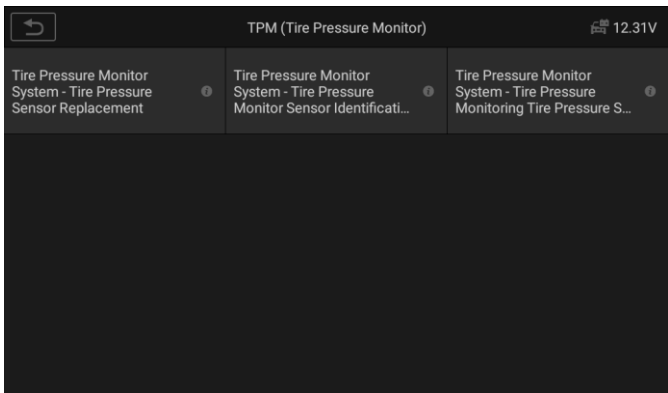 TPM (Tire Pressure Monitor)
12.31V
Tire Pressure Monitor
System - Tire Pressure
Sensor Replacement
Tire Pressure Monitor
System - Tire Pressure
Monitor Sensor Identificati...
Tire Pressure Monitor
System - Tire Pressure
Monitoring Tire Pressure S...